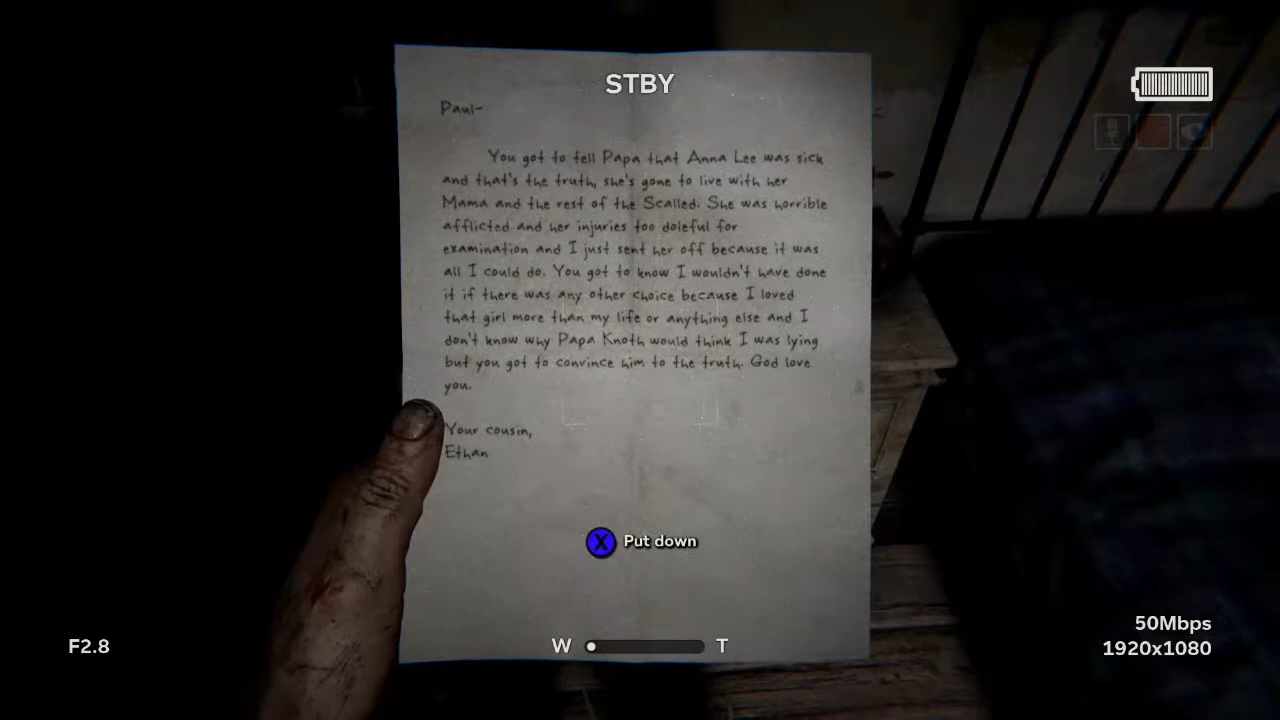 STBY
Paul-
You got to tell Papa that Anna Lee was sick
and that's the truth, she's gone to live with her
Mama and the rest of the Scalled. She was horrible
afflicted and her injuries too doleful for
examination and I just sent her off because it was
all I could do. You got to know I wouldn't have done
it if there was any other choice because I loved
that girl more than my life or anything else and I
don't know why Papa Knoth would think I was lying
but you got to convince him to the truth. God love
you.
Your cousin,
Ethan
X Put down
F2.8
W T
50Mbps
1920x1080